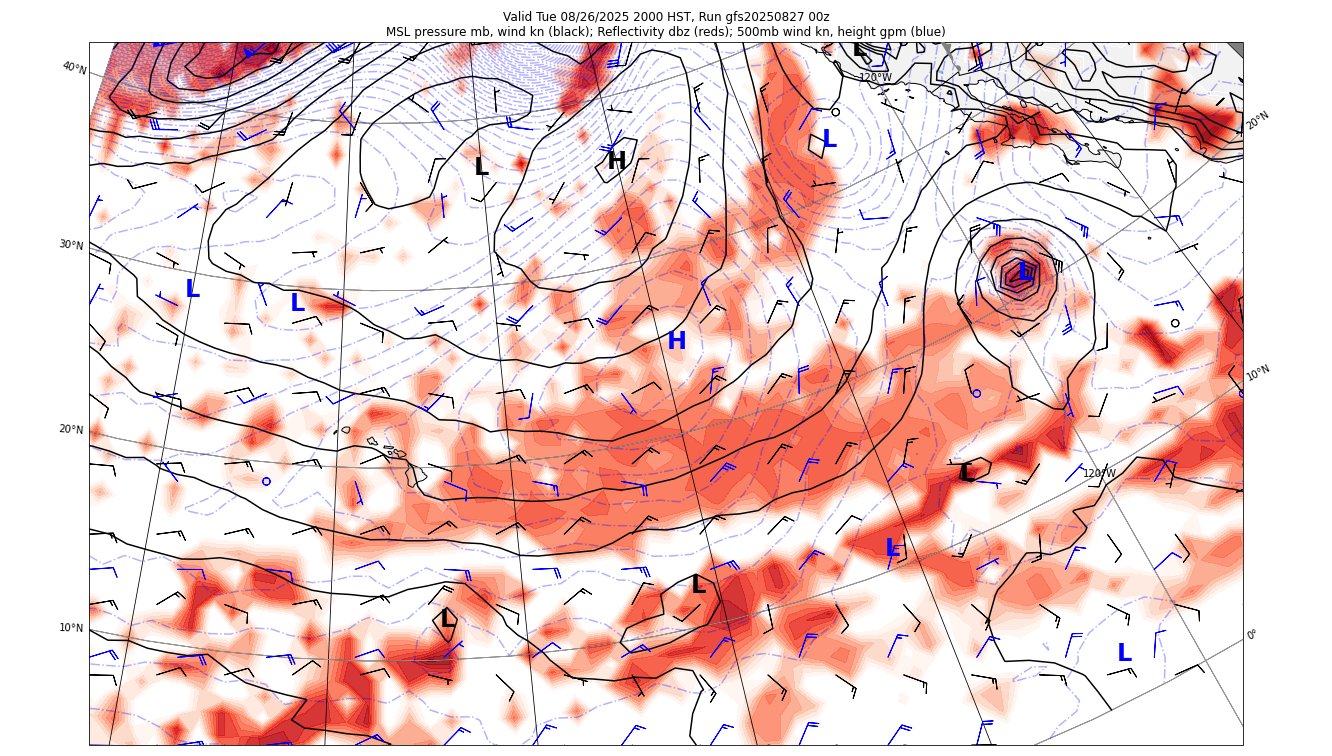 Valid Tue 08/26/2025 2000 HST, Run gfs20250827 00z
MSL pressure mb, wind kn (black); Reflectivity dbz (reds); 500mb wind kn, height gpm (blue)
L
40°N
120°W
20°N
L
H
L
30°N
L
L
L
H
10°N
20°N
L
120°W
L
L
10°N
L
0°
L